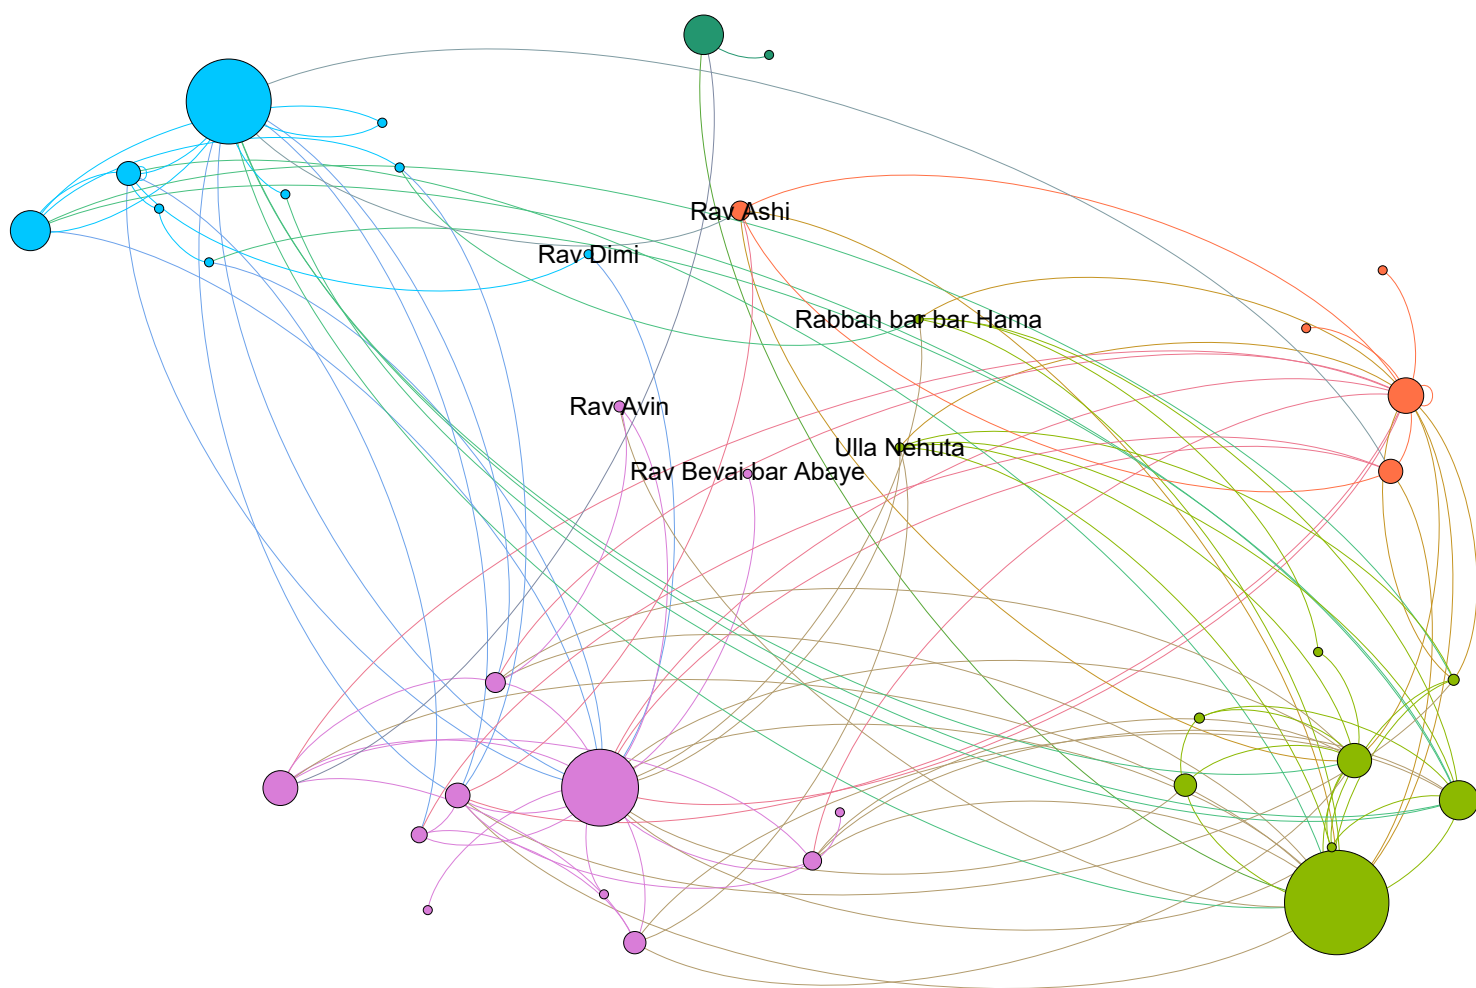 Rav Ashi
Rav Dimi
Rabbah bar bar Hama
Rav Avin
Ulla Nehuta
Rav Bevai bar Abaye